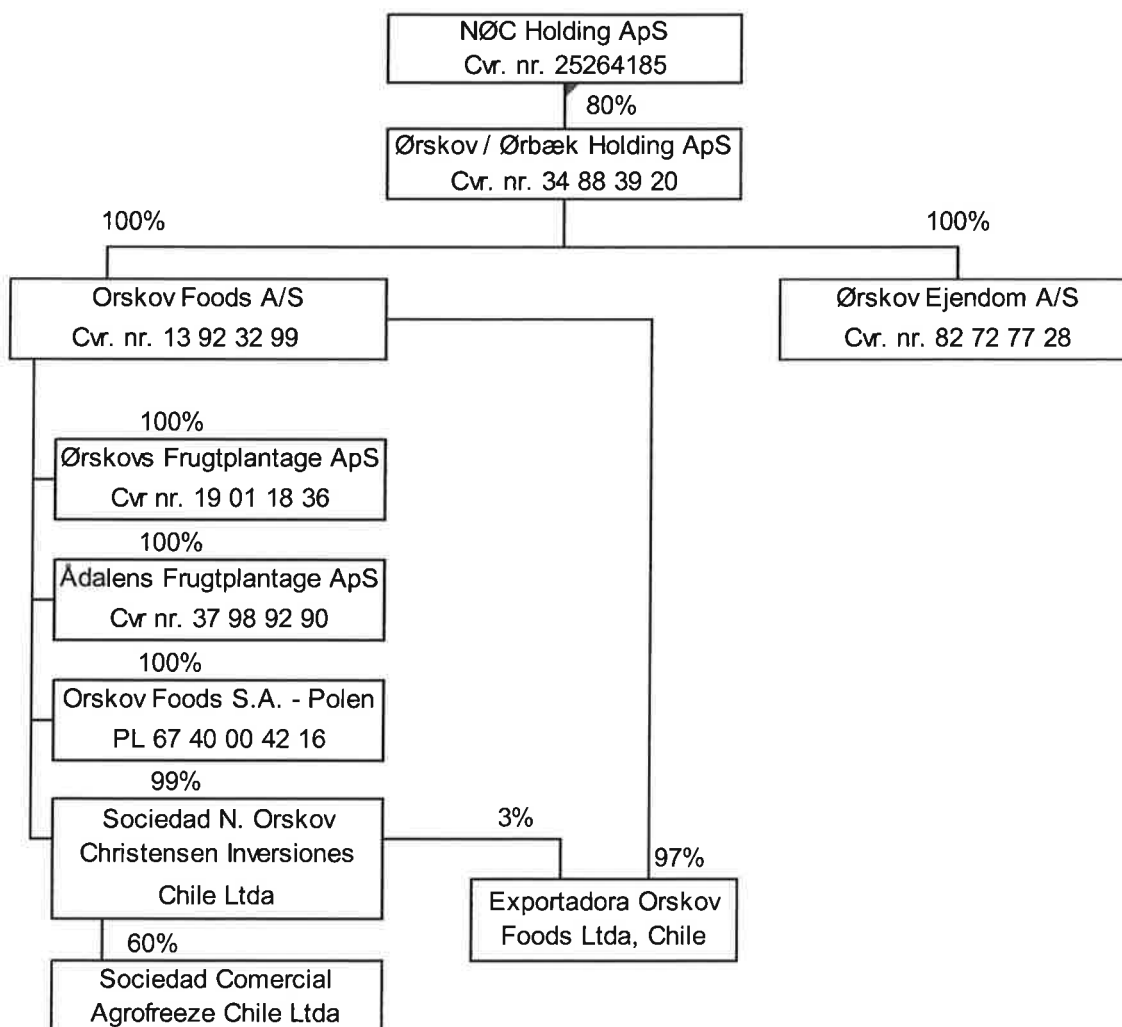 NØC Holding ApS
Cvr. nr. 25264185
80%
Ørskov / Ørbæk Holding ApS
Cvr. nr. 34 88 39 20
100%
100%
Orskov Foods A/S
Cvr. nr. 13 92 32 99
Ørskov Ejendom A/S
Cvr. nr. 82 72 77 28
100%
Ørskovs Frugtplantage ApS
Cvr nr. 19 01 18 36
100%
Ådalens Frugtplantage ApS
Cvr nr. 37 98 92 90
100%
Orskov Foods S.A. - Polen
PL 67 40 00 42 16
99%
Sociedad N. Orskov
Christensen Inversiones
Chile Ltda
3%
97%
Exportadora Orskov
Foods Ltda, Chile
60%
Sociedad Comercial
Agrofreeze Chile Ltda